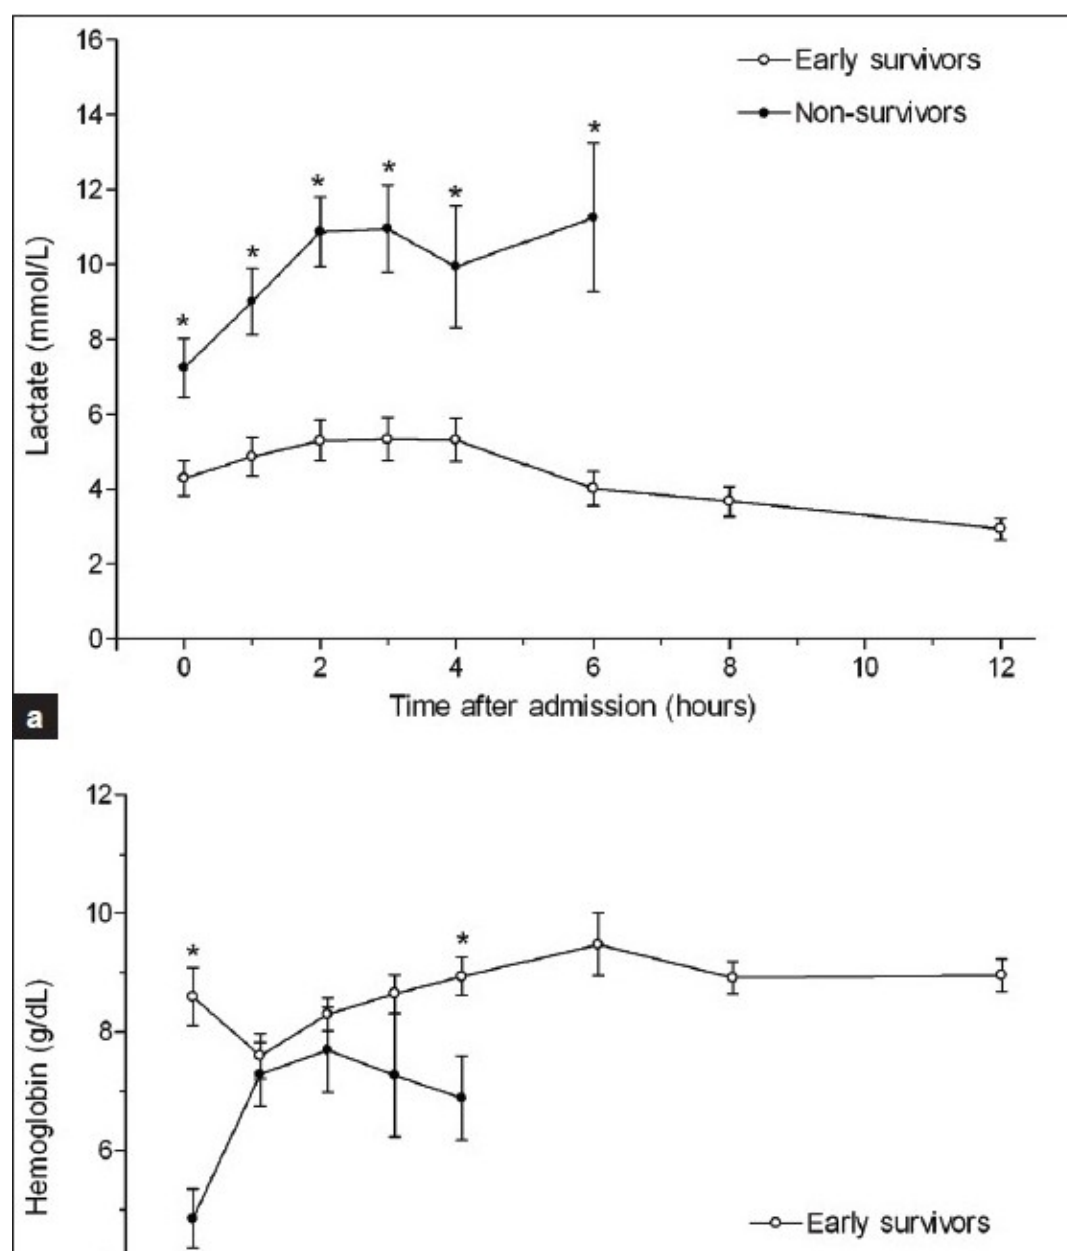 16
14
12
10
8
6
4
2
0
Lactate (mmol/L)
Early survivors
Non-survivors
*
*
*
*
*
*
0 2 4 6 8 10 12
Time after admission (hours)
a
12
10
8
6
Hemoglobin (g/dL)
*
*
Early survivors